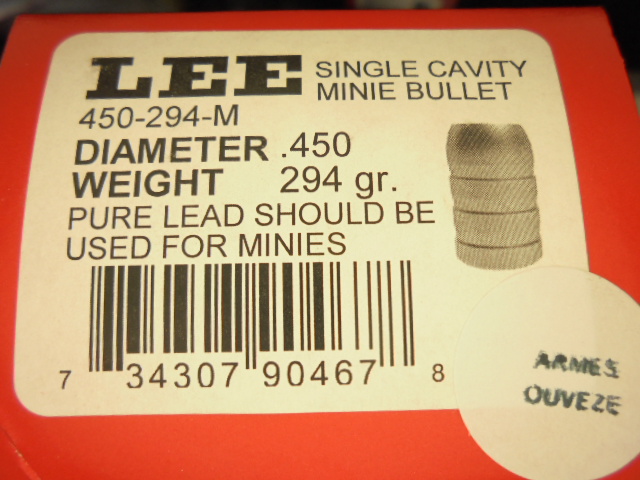 LEE SINGLE CAVITY
MINIE BULLET
450-294-M
DIAMETER .450
WEIGHT 294 gr.
PURE LEAD SHOULD BE
USED FOR MINIES
7 34307 90467 8
ARMES
OUVEZE